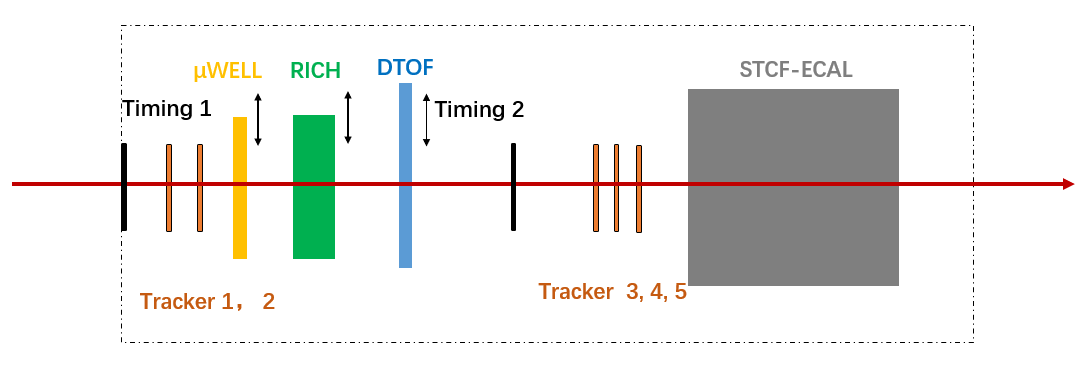 μWELL
RICH
DTOF
STCF-ECAL
Timing 1
Timing 2
Tracker 1， 2
Tracker 3, 4, 5